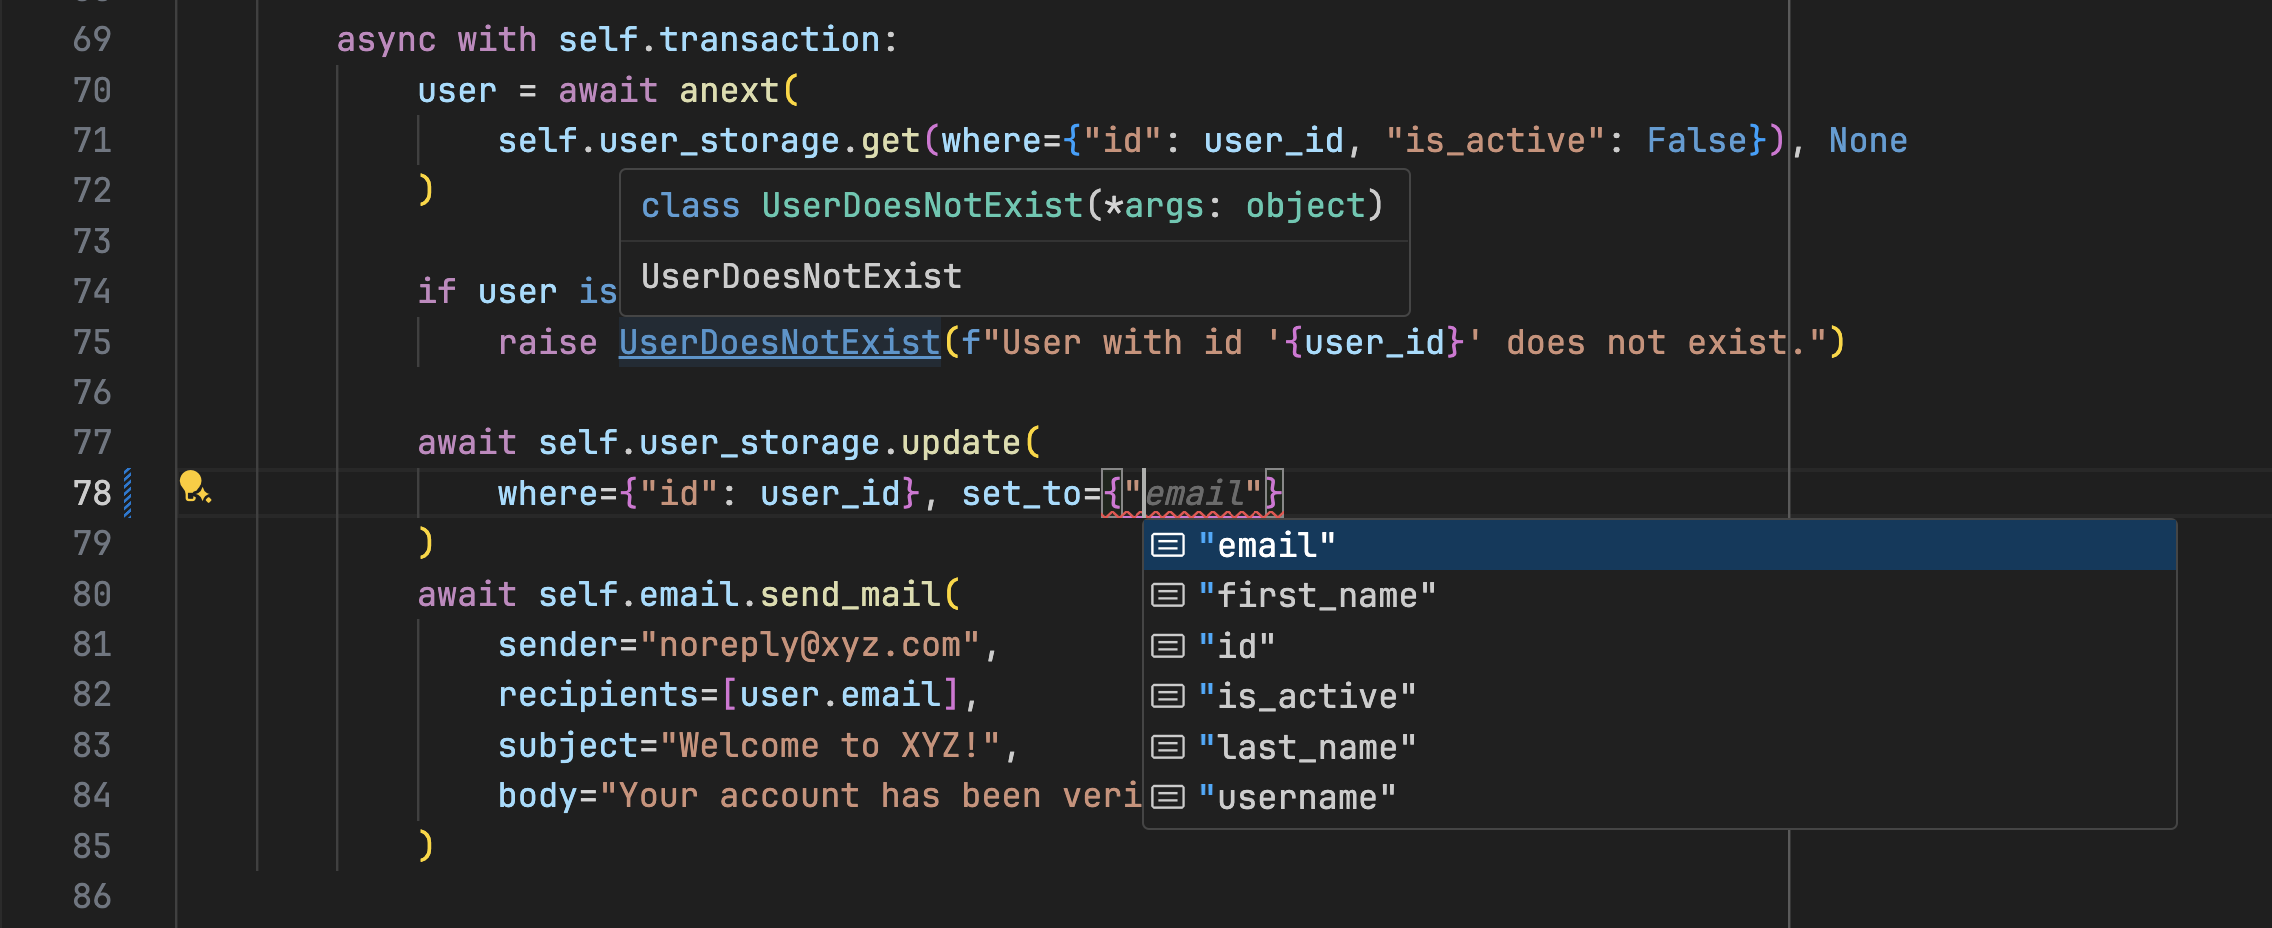 69 async with self.transaction:
70 user = await anext(
71 self.user_storage.get(where={"id": user_id, "is_active": False}), None
72 )
class UserDoesNotExist(*args: object)
73
UserDoesNotExist
74 if user is
75 raise UserDoesNotExist(f"User with id '{user_id}' does not exist.")
76
77 await self.user_storage.update(
78 where={"id": user_id}, set_to={"email"}
79 )
"email"
80 await self.email.send_mail(
"first_name"
81 sender="noreply@xyz.com",
"id"
82 recipients=[user.email],
"is_active"
83 subject="Welcome to XYZ!",
"last_name"
84 body="Your account has been veri
"username"
85 )
86